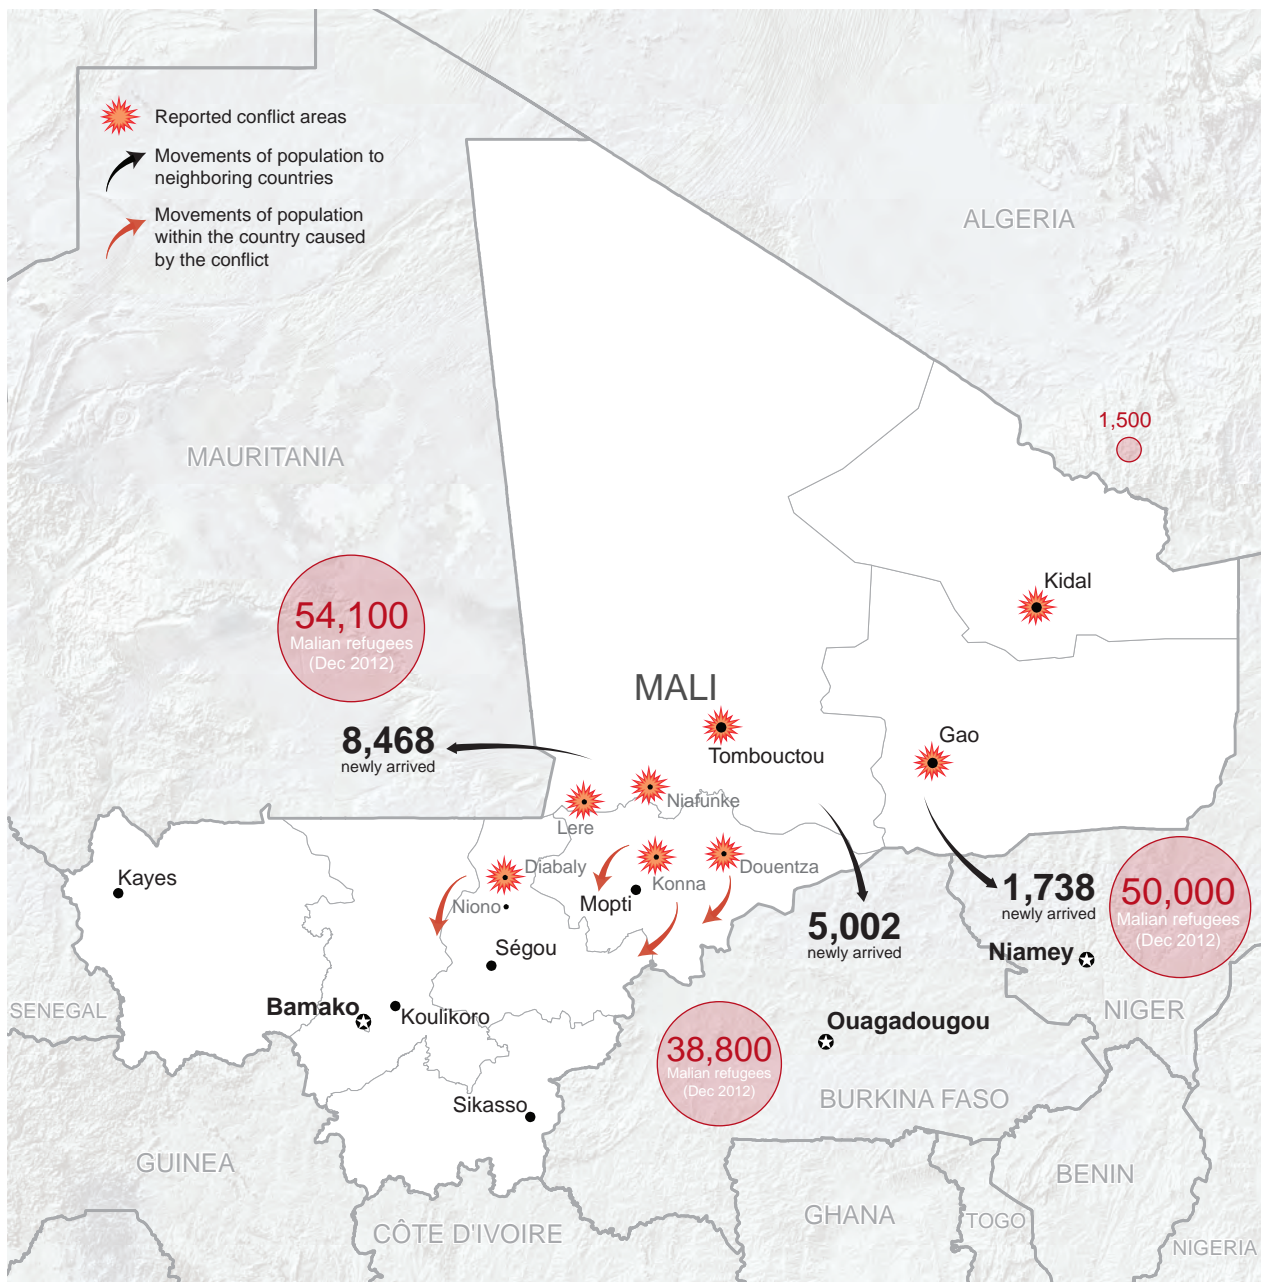 Reported conflict areas
Movements of population to
neighboring countries
Movements of population
within the country caused
by the conflict
ALGERIA
1,500
MAURITANIA
Kidal
54,100
Malian refugees
(Dec 2012)
MALI
8,468
newly arrived
Tombouctou
Gao
Niafunke
Lere
Diabaly
Konna
Douentza
Kayes
Niono
Mopti
1,738
newly arrived
50,000
Malian refugees
(Dec 2012)
5,002
newly arrived
Niamey
Ségou
SENEGAL
Bamako
Koulikoro
NIGER
Ouagadougou
38,800
Malian refugees
(Dec 2012)
BURKINA FASO
Sikasso
GUINEA
BENIN
CÔTE D'IVOIRE
GHANA
TOGO
NIGERIA